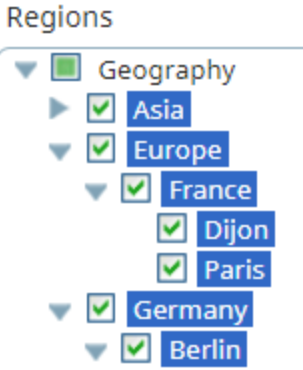 Regions
Geography
Asia
Europe
France
Dijon
Paris
Germany
Berlin